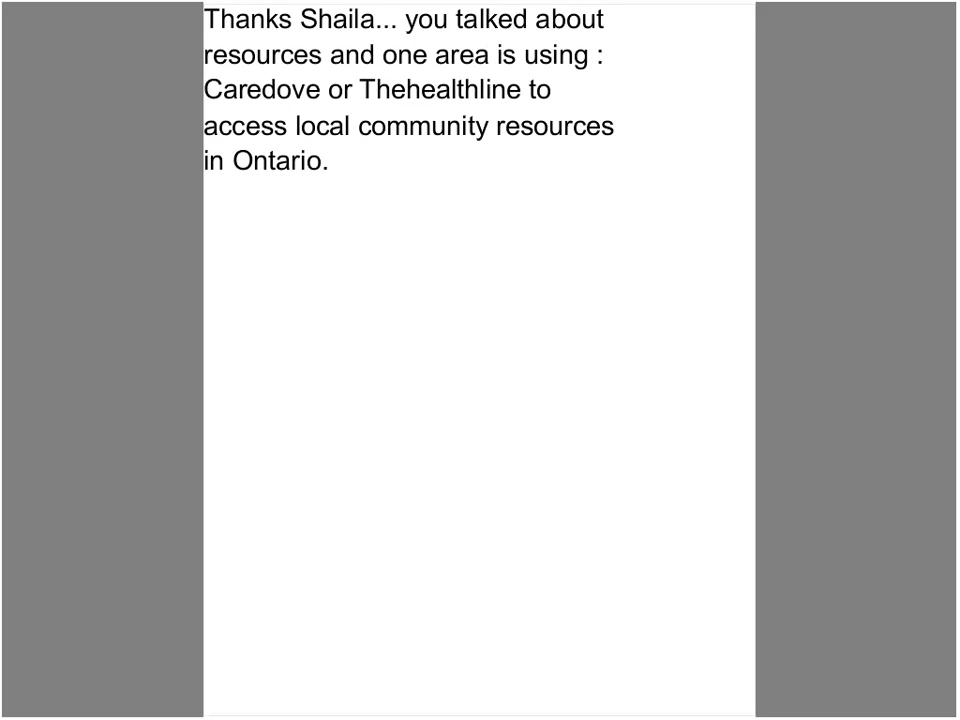 Thanks Shaila... you talked about
resources and one area is using :
Caredove or Thehealthline to
access local community resources
in Ontario.